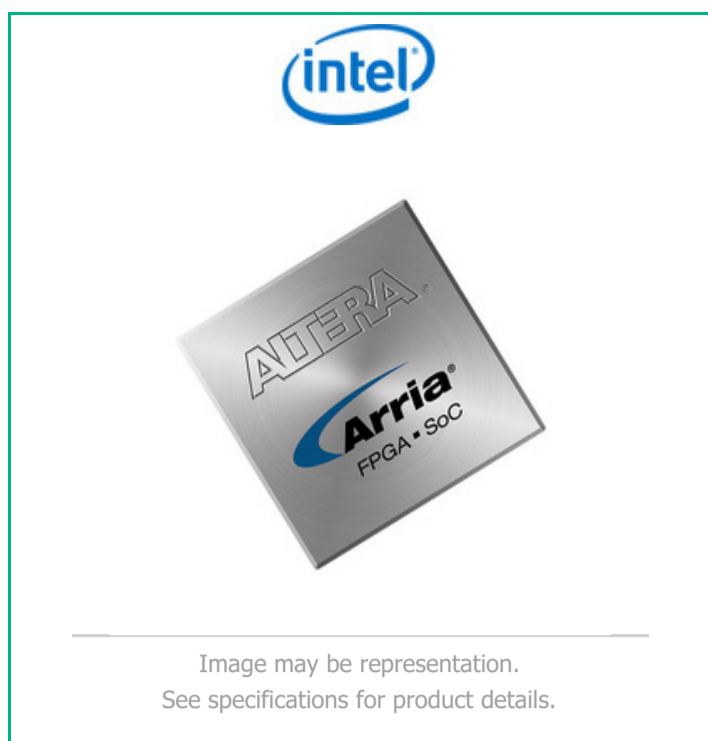 intel®
ALTERA®
Arria®
FPGA ▪ SoC
Image may be representation.
See specifications for product details.